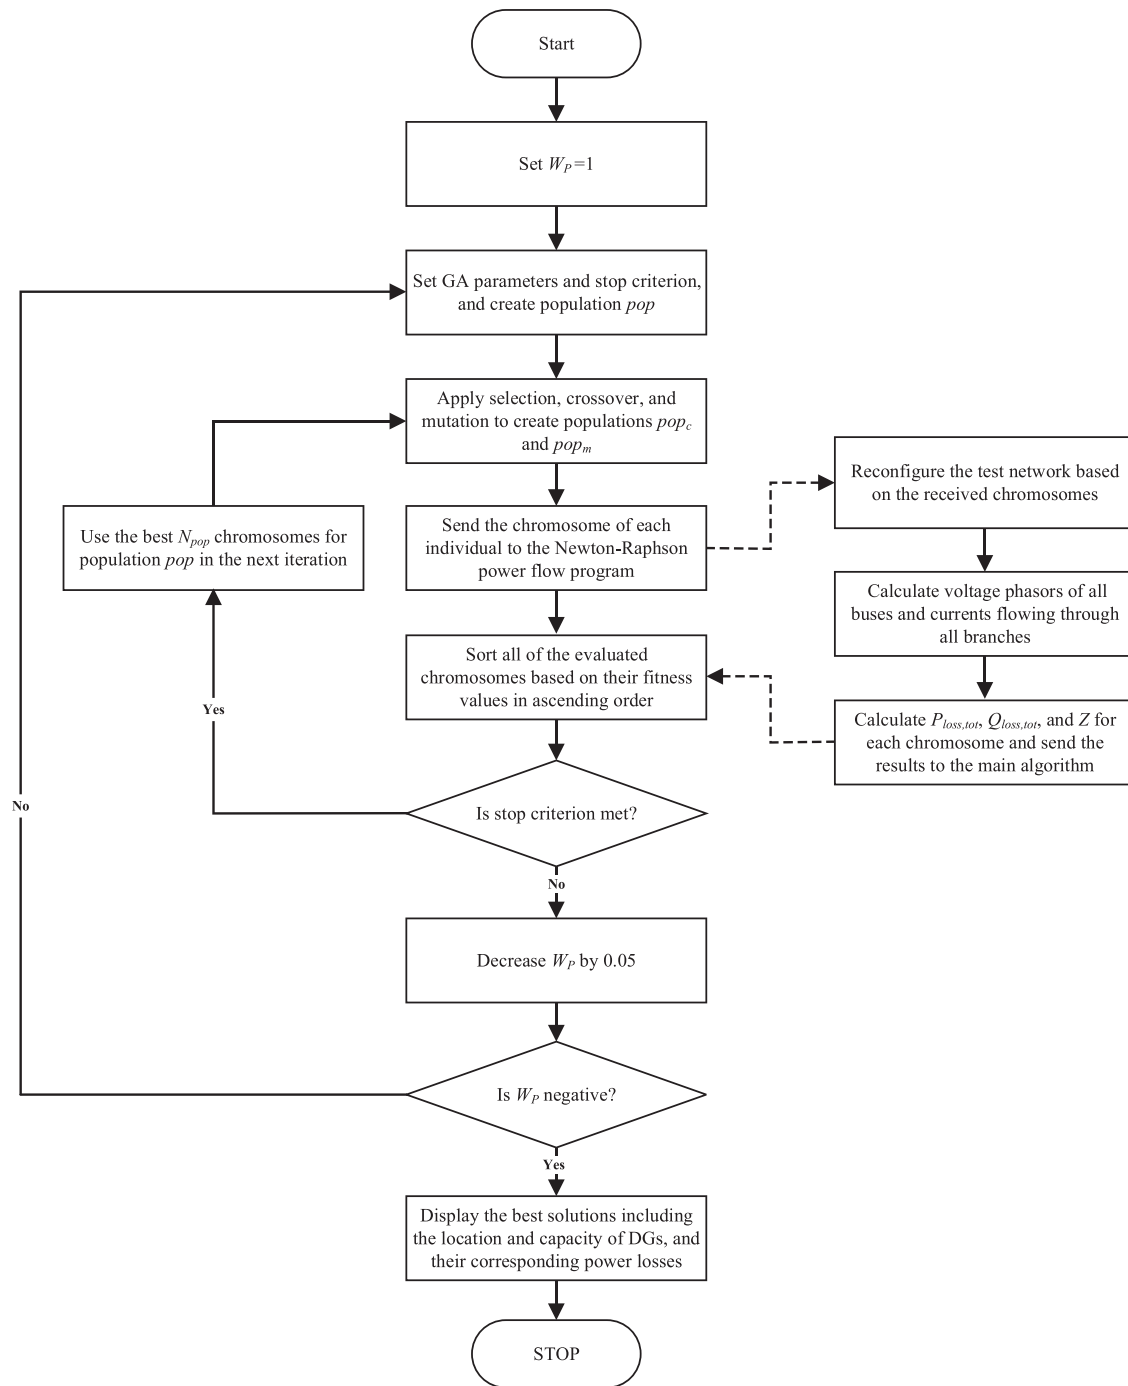 Start
Set W_P=1
Set GA parameters and stop criterion,
and create population pop
Apply selection, crossover, and
mutation to create populations pop_c
and pop_m
Reconfigure the test network based
on the received chromosomes
Use the best N_pop chromosomes for
population pop in the next iteration
Send the chromosome of each
individual to the Newton-Raphson
power flow program
Calculate voltage phasors of all
buses and currents flowing through
all branches
Sort all of the evaluated
chromosomes based on their fitness
values in ascending order
Yes
Calculate P_loss,tot, Q_loss,tot, and Z for
each chromosome and send the
results to the main algorithm
No
Is stop criterion met?
No
Decrease W_P by 0.05
Is W_P negative?
Yes
Display the best solutions including
the location and capacity of DGs, and
their corresponding power losses
STOP